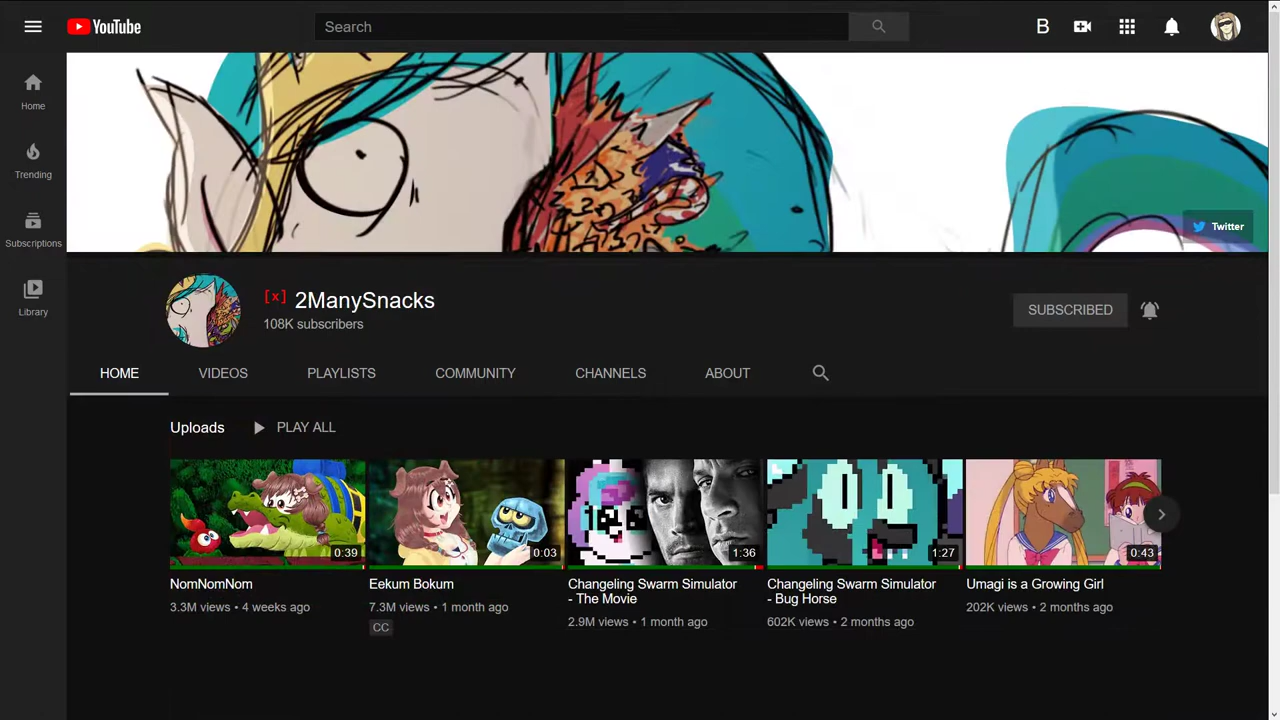 YouTube
Search
B
Home
Trending
Subscriptions
Library
Twitter
[x] 2ManySnacks
108K subscribers
SUBSCRIBED
HOME VIDEOS PLAYLISTS COMMUNITY CHANNELS ABOUT
Uploads PLAY ALL
0:39 0:03 1:36 1:27 0:43
NomNomNom
3.3M views • 4 weeks ago
Eekum Bokum
7.3M views • 1 month ago
CC
Changeling Swarm Simulator
- The Movie
2.9M views • 1 month ago
Changeling Swarm Simulator
- Bug Horse
602K views • 2 months ago
Umagi is a Growing Girl
202K views • 2 months ago